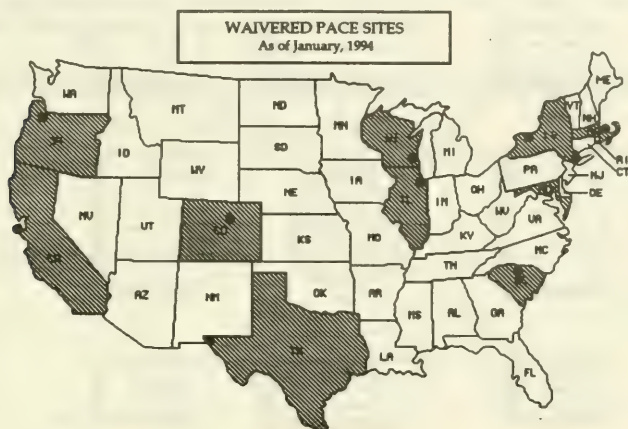 WAIVERED PACE SITES
As of January, 1994
WA
MT
ND
MN
ME
VT
NH
OR
ID
SD
WI
MI
WY
IA
PA
RI
CT
NJ
DE
NE
NV
UT
CO
KS
MO
IL
IN
OH
WV
VA
KY
NC
CA
TN
SC
AZ
NM
OK
AR
MS
AL
GA
TX
LA
FL